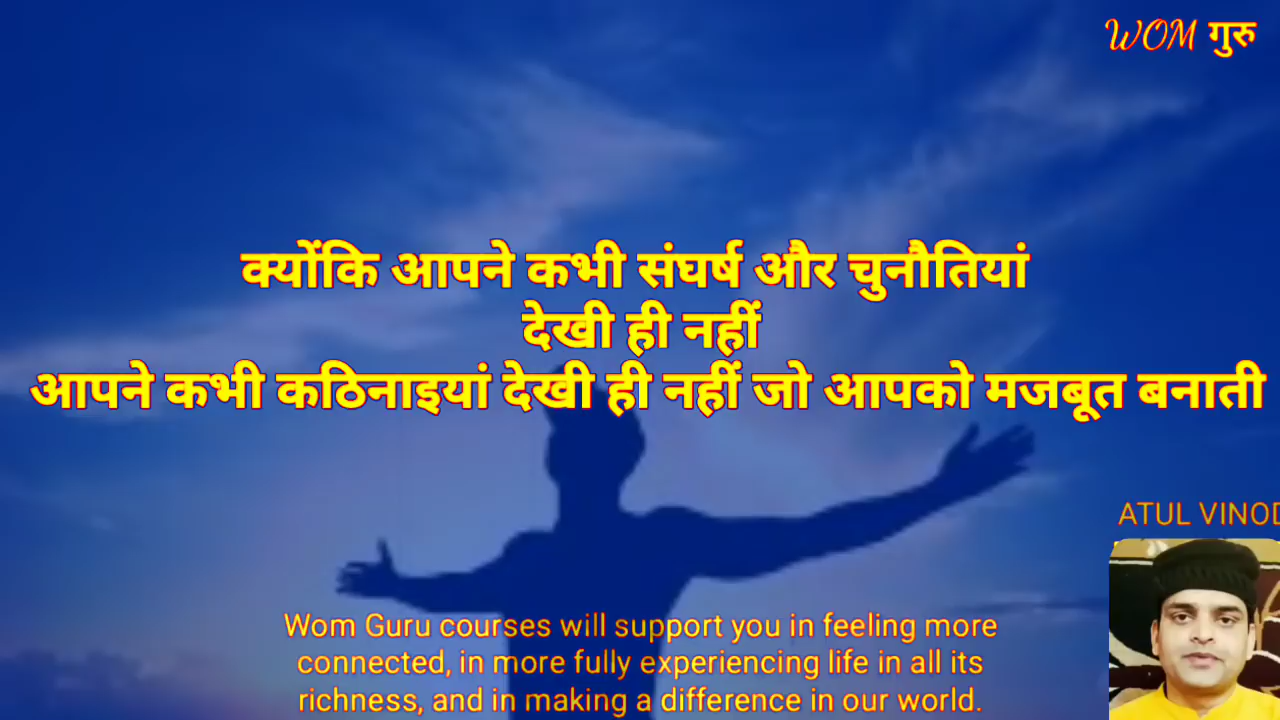 WOM गुरु
क्योंकि आपने कभी संघर्ष और चुनौतियां
देखी ही नहीं
आपने कभी कठिनाइयां देखी ही नहीं जो आपको मजबूत बनाती
ATUL VINOD
Wom Guru courses will support you in feeling more
connected, in more fully experiencing life in all its
richness, and in making a difference in our world.